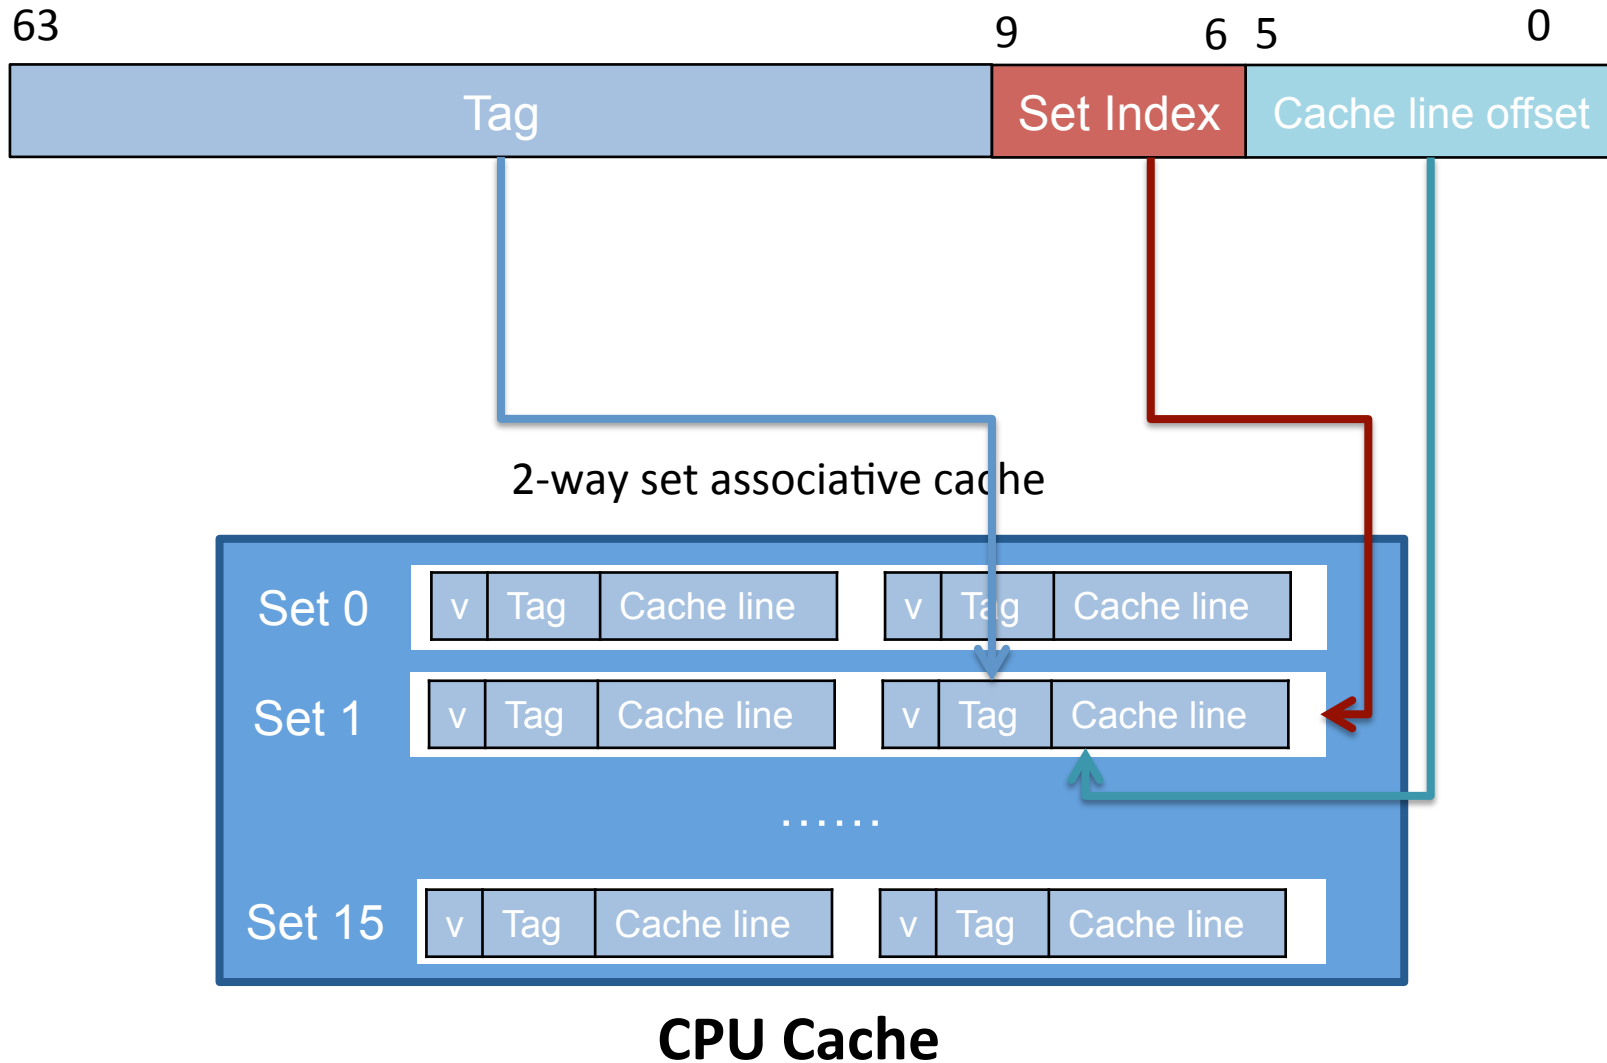 63 9 6 5 0
Tag Set Index Cache line offset
2-way set associative cache
Set 0 v Tag Cache line v Tag Cache line
Set 1 v Tag Cache line v Tag Cache line
......
Set 15 v Tag Cache line v Tag Cache line
CPU Cache